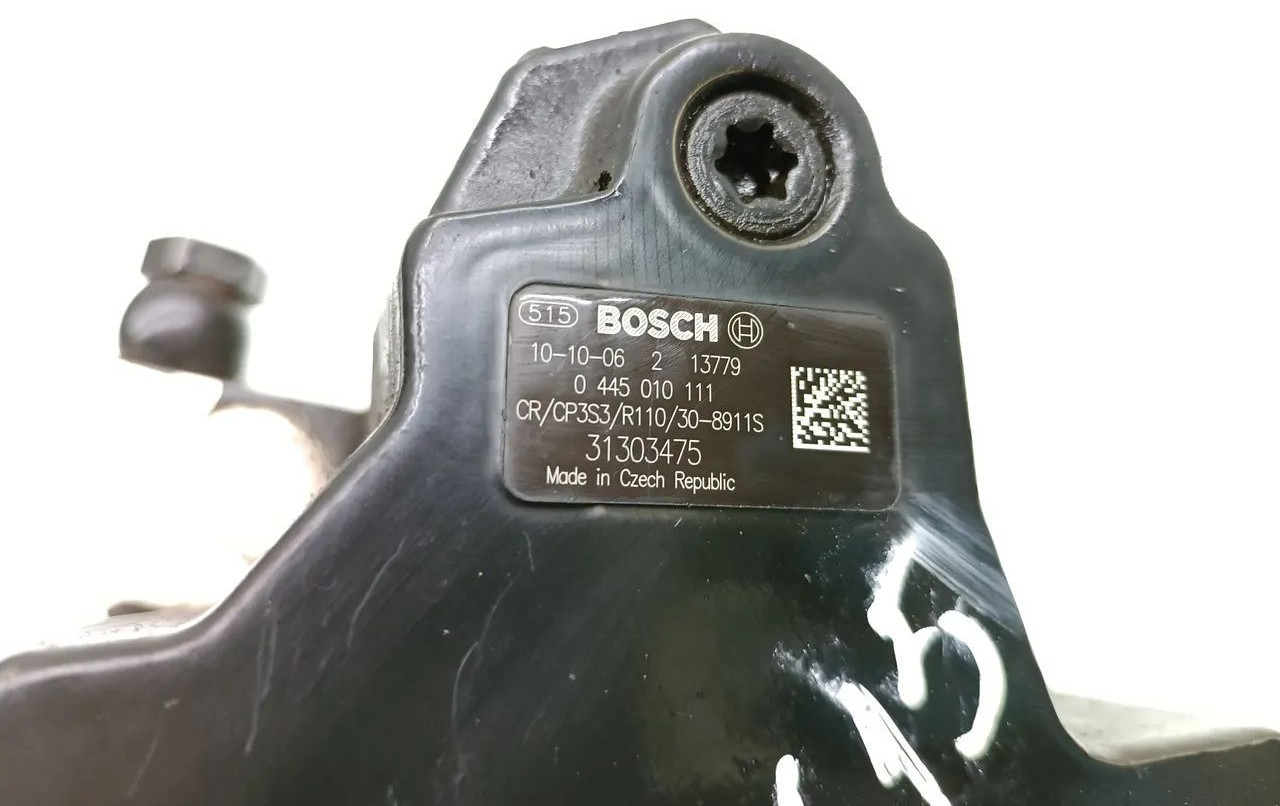 515 BOSCH
10-10-06 2 13779
0 445 010 111
CR/CP3S3/R110/30-8911S
31303475
Made in Czech Republic